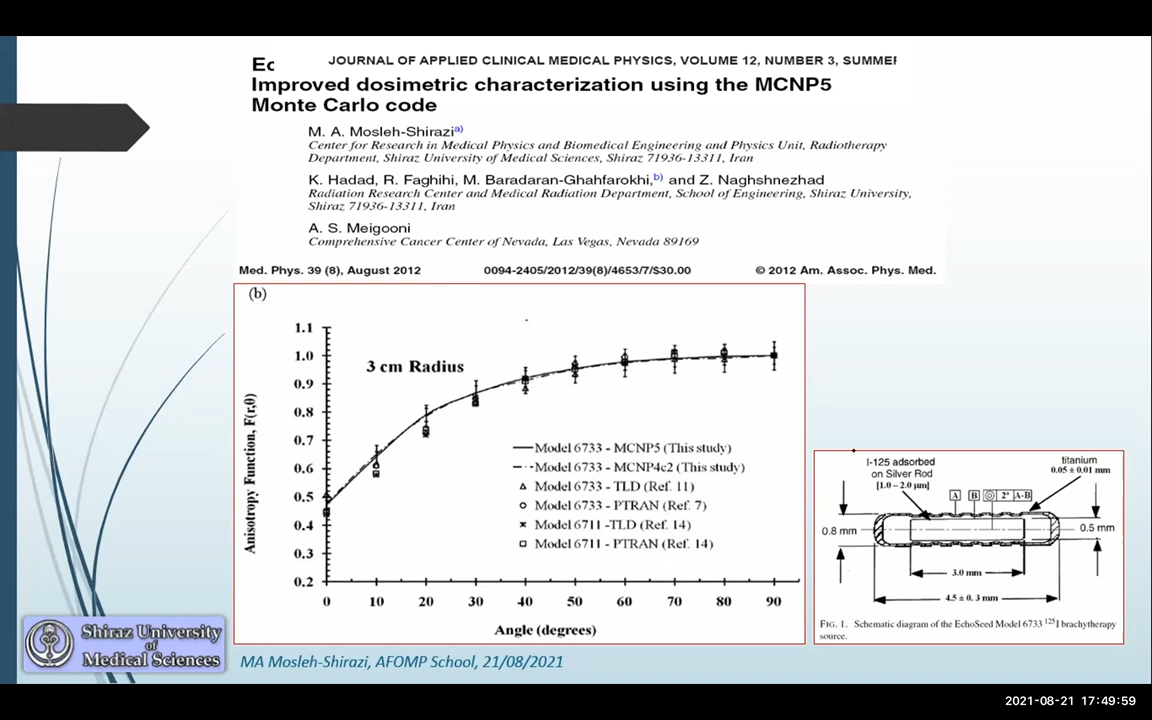 Ec
JOURNAL OF APPLIED CLINICAL MEDICAL PHYSICS, VOLUME 12, NUMBER 3, SUMMER
Improved dosimetric characterization using the MCNP5
Monte Carlo code
M. A. Mosleh-Shirazia)
Center for Research in Medical Physics and Biomedical Engineering and Physics Unit, Radiotherapy
Department, Shiraz University of Medical Sciences, Shiraz 71936-13311, Iran
K. Hadad, R. Faghihi, M. Baradaran-Ghahfarokhi,b) and Z. Naghshnezhad
Radiation Research Center and Medical Radiation Department, School of Engineering, Shiraz University,
Shiraz 71936-13311, Iran
A. S. Meigooni
Comprehensive Cancer Center of Nevada, Las Vegas, Nevada 89169
Med. Phys. 39 (8), August 2012 0094-2405/2012/39(8)/4653/7/$30.00 © 2012 Am. Assoc. Phys. Med.
(b)
1.1
1.0
0.9
0.8
0.7
0.6
0.5
0.4
0.3
0.2
Anisotropy Function, F(r,θ)
3 cm Radius
Model 6733 - MCNP5 (This study)
Model 6733 - MCNP4c2 (This study)
Model 6733 - TLD (Ref. 11)
Model 6733 - PTRAN (Ref. 7)
Model 6711 -TLD (Ref. 14)
Model 6711 - PTRAN (Ref. 14)
0 10 20 30 40 50 60 70 80 90
Angle (degrees)
I-125 adsorbed
on Silver Rod
[1.0 – 2.0 μm]
titanium
0.05 ± 0.01 mm
A B ◎ 2° A-B
0.8 mm
0.5 mm
3.0 mm
4.5 ± 0.3 mm
FIG. 1. Schematic diagram of the EchoSeed Model 6733 125I brachytherapy
source.
Shiraz University
of
Medical Sciences
MA Mosleh-Shirazi, AFOMP School, 21/08/2021
2021-08-21 17:49:59